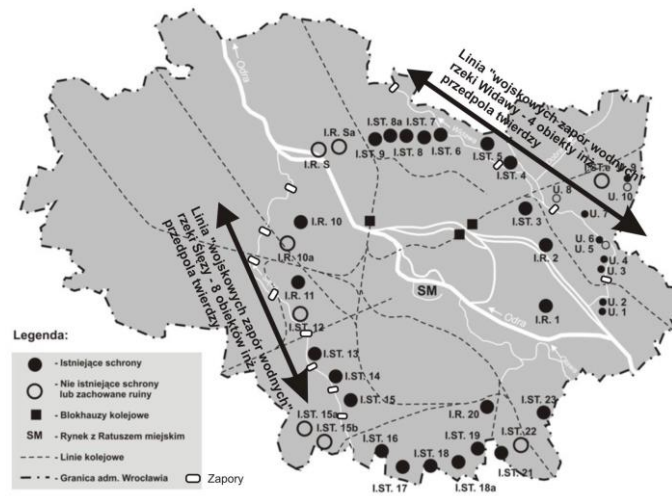 Odra
Linia "wojskowych zapór wodnych"
rzeki Widawy - 4 obiekty inż.
przedpola twierdzy
I.R. Sa
I.R. S
I.ST. 8a
I.ST. 7
I.ST. 9
I.ST. 8
I.ST. 6
I.ST. 5
I.ST. 4
I.ST.e
U. 9
U. 10
U. 8
U. 7
I.ST. 3
U. 6
U. 5
I.R. 2
U. 4
U. 3
U. 2
U. 1
I.R. 1
I.R. 10
I.R. 10a
I.R. 11
I.ST. 12
Linia "wojskowych zapór wodnych"
rzeki Ślęzy - 8 obiektów inż.
przedpola twierdzy
SM
Odra
I.ST. 13
I.ST. 14
I.ST. 15
I.ST. 15a
I.ST. 15b
I.ST. 16
I.ST. 17
I.ST. 18
I.ST. 18a
I.ST. 19
I.R. 20
I.ST. 21
I.ST. 22
I.ST. 23
Legenda:
- Istniejące schrony
- Nie istniejące schrony
lub zachowane ruiny
- Blokhauzy kolejowe
SM - Rynek z Ratuszem miejskim
- Linie kolejowe
- Granica adm. Wrocławia
Zapory